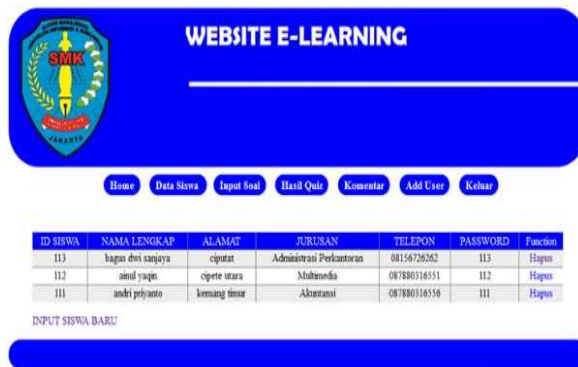 WEBSITE E-LEARNING
SMK
JAKARTA
Home Data Siswa Input Soal Hasil Quiz Komentar Add User Keluar
ID SISWA NAMA LENGKAP ALAMAT JURUSAN TELEPON PASSWORD Function
113 bagus dwi sanjaya ciputat Administrasi Perkantoran 08156726262 113 Hapus
112 ainul yaqin cipete utara Multimedia 087880316551 112 Hapus
111 andri priyanto kemang timur Akuntansi 087880316556 111 Hapus
INPUT SISWA BARU